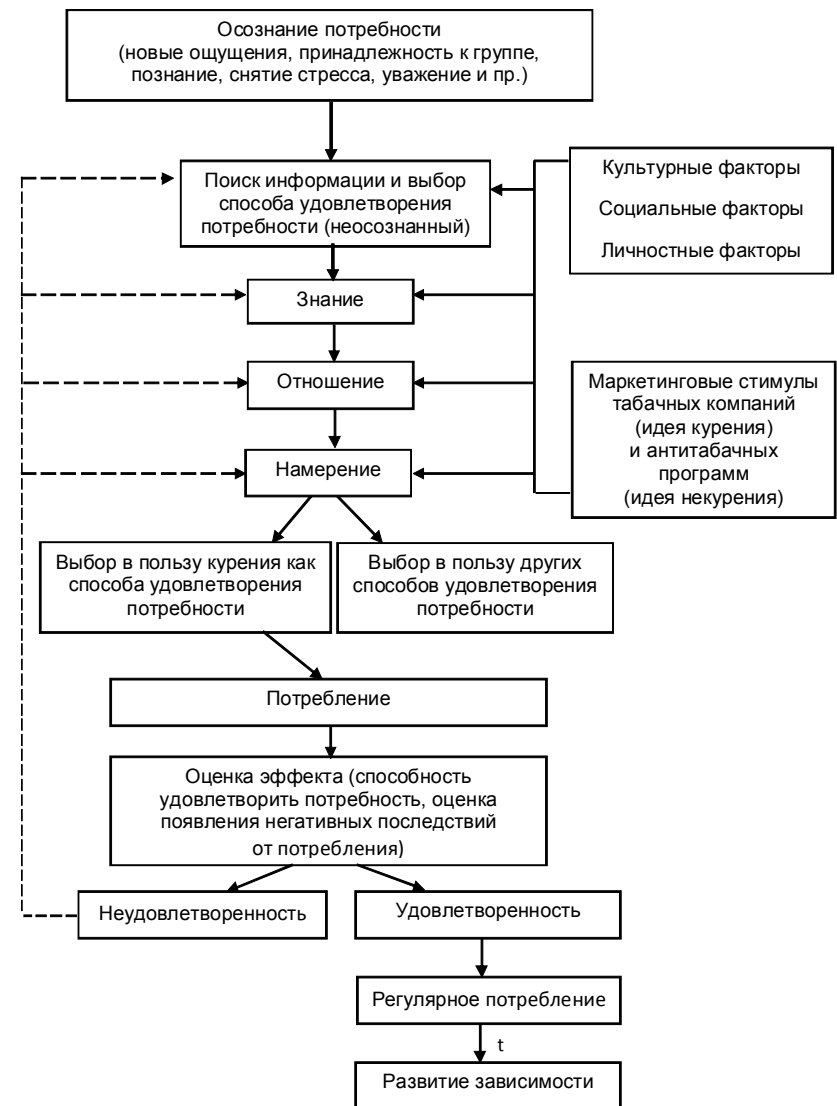 Осознание потребности
(новые ощущения, принадлежность к группе,
познание, снятие стресса, уважение и пр.)
Поиск информации и выбор
способа удовлетворения
потребности (неосознанный)
Культурные факторы
Социальные факторы
Личностные факторы
Знание
Отношение
Маркетинговые стимулы
табачных компаний
(идея курения)
и антитабачных
программ
(идея некурения)
Намерение
Выбор в пользу курения как
способа удовлетворения
потребности
Выбор в пользу других
способов удовлетворения
потребности
Потребление
Оценка эффекта (способность
удовлетворить потребность, оценка
появления негативных последствий
от потребления)
Неудовлетворенность
Удовлетворенность
Регулярное потребление
t
Развитие зависимости